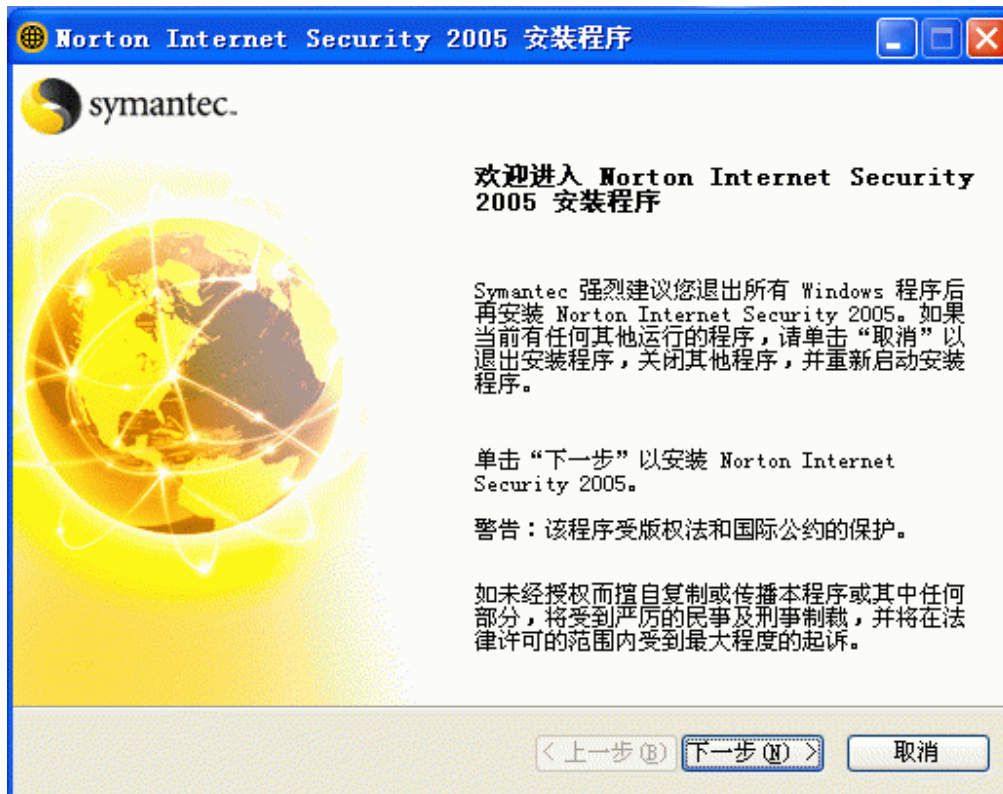 Norton Internet Security 2005 安装程序
symantec™
欢迎进入 Norton Internet Security
2005 安装程序
Symantec 强烈建议您退出所有 Windows 程序后
再安装 Norton Internet Security 2005。如果
当前有任何其他运行的程序，请单击“取消”以
退出安装程序，关闭其他程序，并重新启动安装
程序。
单击“下一步”以安装 Norton Internet
Security 2005。
警告：该程序受版权法和国际公约的保护。
如未经授权而擅自复制或传播本程序或其中任何
部分，将受到严厉的民事及刑事制裁，并将在法
律许可的范围内受到最大程度的起诉。
< 上一步(B) 下一步(N) > 取消